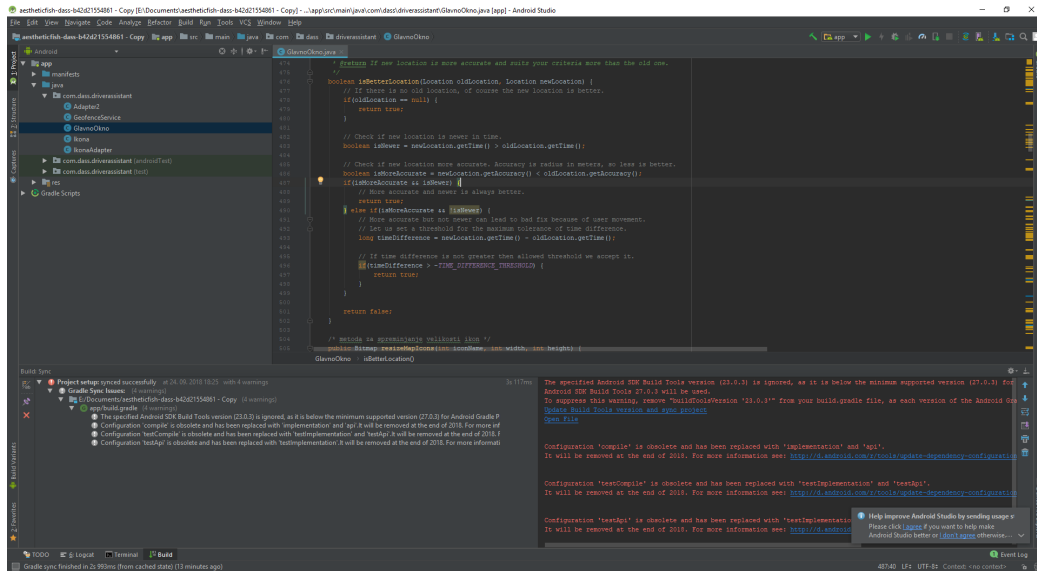 aestheticfish-dass-b42d21554861 - Copy [E:\Documents\aestheticfish-dass-b42d21554861 - Copy] - ...\app\src\main\java\com\dass\driverassistant\GlavnoOkno.java [app] - Android Studio
File Edit View Navigate Code Analyze Refactor Build Run Tools VCS Window Help
aestheticfish-dass-b42d21554861 - Copy app src main java com dass driverassistant GlavnoOkno
app
Android
GlavnoOkno.java
1: Project
app
manifests
java
com.dass.driverassistant
Adapter2
GeofenceService
GlavnoOkno
Ikona
IkonaAdapter
com.dass.driverassistant (androidTest)
com.dass.driverassistant (test)
res
Gradle Scripts
Z: Structure
Captures
* @return If new location is more accurate and suits your criteria more than the old one.
*/
boolean isBetterLocation(Location oldLocation, Location newLocation) {
// If there is no old location, of course the new location is better.
if(oldLocation == null) {
return true;
}
// Check if new location is newer in time.
boolean isNewer = newLocation.getTime() > oldLocation.getTime();
// Check if new location more accurate. Accuracy is radius in meters, so less is better.
boolean isMoreAccurate = newLocation.getAccuracy() < oldLocation.getAccuracy();
if(isMoreAccurate && isNewer) {
// More accurate and newer is always better.
return true;
} else if(isMoreAccurate && !isNewer) {
// More accurate but not newer can lead to bad fix because of user movement.
// Let us set a threshold for the maximum tolerance of time difference.
long timeDifference = newLocation.getTime() - oldLocation.getTime();
// If time difference is not greater then allowed threshold we accept it.
if(timeDifference > -TIME_DIFFERENCE_THRESHOLD) {
return true;
}
}
return false;
}
/* metoda za spreminjanje velikosti ikon */
public Bitmap resizeMapIcons(int iconName, int width, int height) {
GlavnoOkno isBetterLocation()
Build: Sync
Project setup: synced successfully at 24. 09. 2018 18:25 with 4 warnings 3s 117ms
Gradle Sync Issues: (4 warnings)
E:/Documents/aestheticfish-dass-b42d21554861 - Copy (4 warnings)
app/build.gradle (4 warnings)
The specified Android SDK Build Tools version (23.0.3) is ignored, as it is below the minimum supported version (27.0.3) for Android Gradle P
Configuration 'compile' is obsolete and has been replaced with 'implementation' and 'api'. It will be removed at the end of 2018. For more inf
Configuration 'testCompile' is obsolete and has been replaced with 'testImplementation' and 'testApi'. It will be removed at the end of 2018. F
Configuration 'testApi' is obsolete and has been replaced with 'testImplementation'. It will be removed at the end of 2018. For more informati
Build Variants
2: Favorites
The specified Android SDK Build Tools version (23.0.3) is ignored, as it is below the minimum supported version (27.0.3) for
Android SDK Build Tools 27.0.3 will be used.
To suppress this warning, remove "buildToolsVersion '23.0.3'" from your build.gradle file, as each version of the Android Gra
Update Build Tools version and sync project
Open File
Configuration 'compile' is obsolete and has been replaced with 'implementation' and 'api'.
It will be removed at the end of 2018. For more information see: http://d.android.com/r/tools/update-dependency-configuration
Configuration 'testCompile' is obsolete and has been replaced with 'testImplementation' and 'testApi'.
It will be removed at the end of 2018. For more information see: http://d.android.com/r/tools/update-dependency-configuration
Configuration 'testApi' is obsolete and has been replaced with 'testImplementatio
It will be removed at the end of 2018. For more information see: http://d.android
Help improve Android Studio by sending usage s
Please click I agree if you want to help make
Android Studio better or I don't agree otherwise....
TODO 6: Logcat Terminal Build Event Log
Gradle sync finished in 2s 993ms (from cached state) (13 minutes ago) 487:40 LF÷ UTF-8÷ Context: <no context>